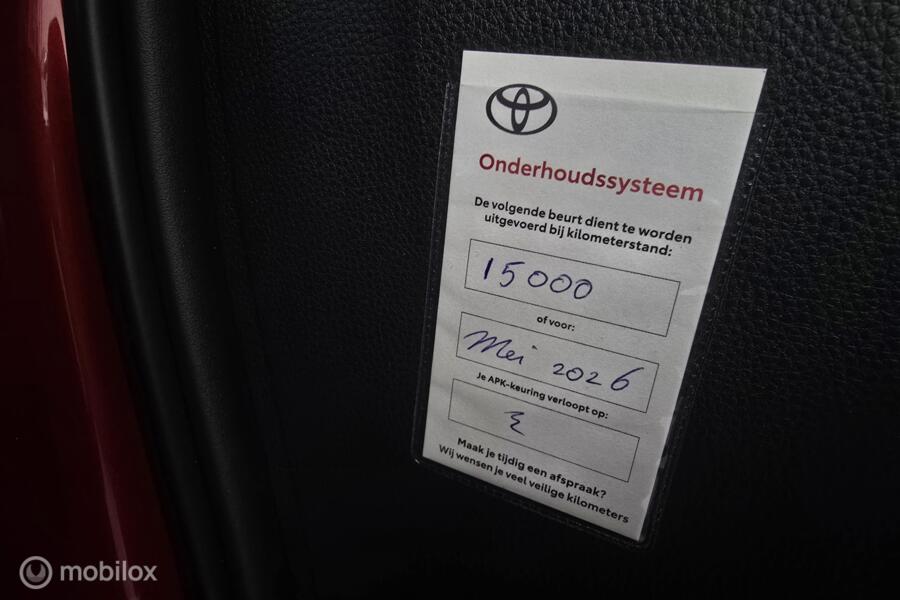 Onderhoudssysteem
De volgende beurt dient te worden
uitgevoerd bij kilometerstand:
15000
of voor:
Mei 2026
Je APK-keuring verloopt op:
Maak je tijdig een afspraak?
Wij wensen je veel veilige kilometers
mobilox